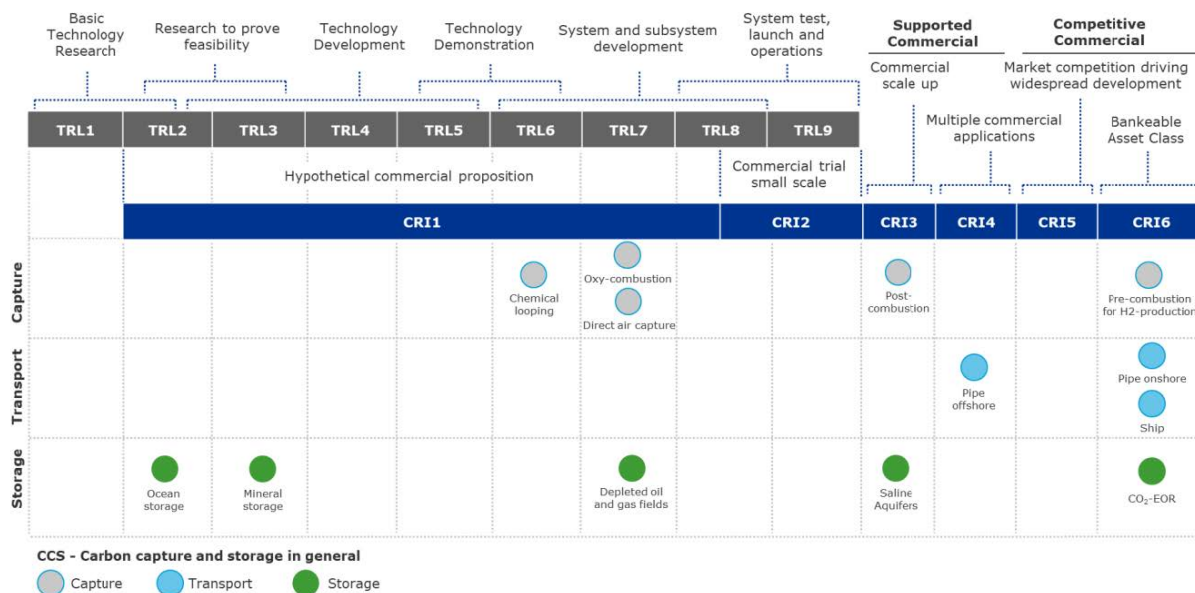 Basic
Technology
Research
Research to prove
feasibility
Technology
Development
Technology
Demonstration
System and subsystem
development
System test,
launch and
operations
Supported
Commercial
Competitive
Commercial
Commercial
scale up
Market competition driving
widespread development
Multiple commercial
applications
Bankeable
Asset Class
TRL1 TRL2 TRL3 TRL4 TRL5 TRL6 TRL7 TRL8 TRL9
Hypothetical commercial proposition
Commercial trial
small scale
CRI1 CRI2 CRI3 CRI4 CRI5 CRI6
Capture
Chemical
looping
Oxy-combustion
Direct air capture
Post-
combustion
Pre-combustion
for H2-production
Transport
Pipe
offshore
Pipe onshore
Ship
Storage
Ocean
storage
Mineral
storage
Depleted oil
and gas fields
Saline
Aquifers
CO₂-EOR
CCS - Carbon capture and storage in general
Capture Transport Storage